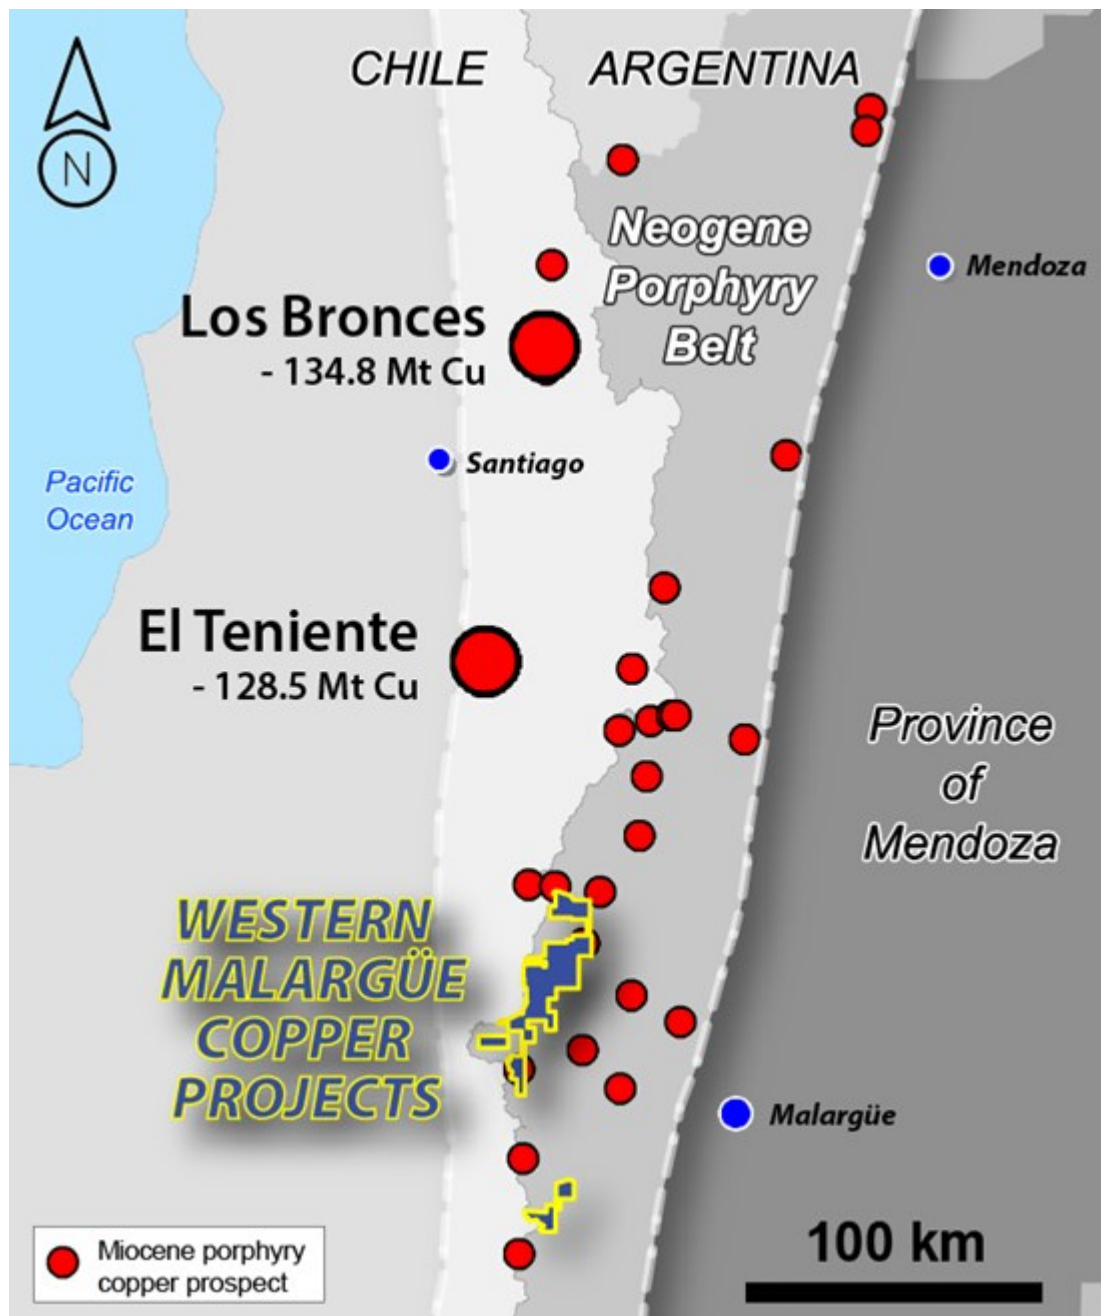 CHILE
ARGENTINA
N
Neogene
Porphyry
Belt
Mendoza
Los Bronces
- 134.8 Mt Cu
Santiago
Pacific
Ocean
El Teniente
- 128.5 Mt Cu
Province
of
Mendoza
WESTERN
MALARGÜE
COPPER
PROJECTS
Malargüe
100 km
Miocene porphyry
copper prospect